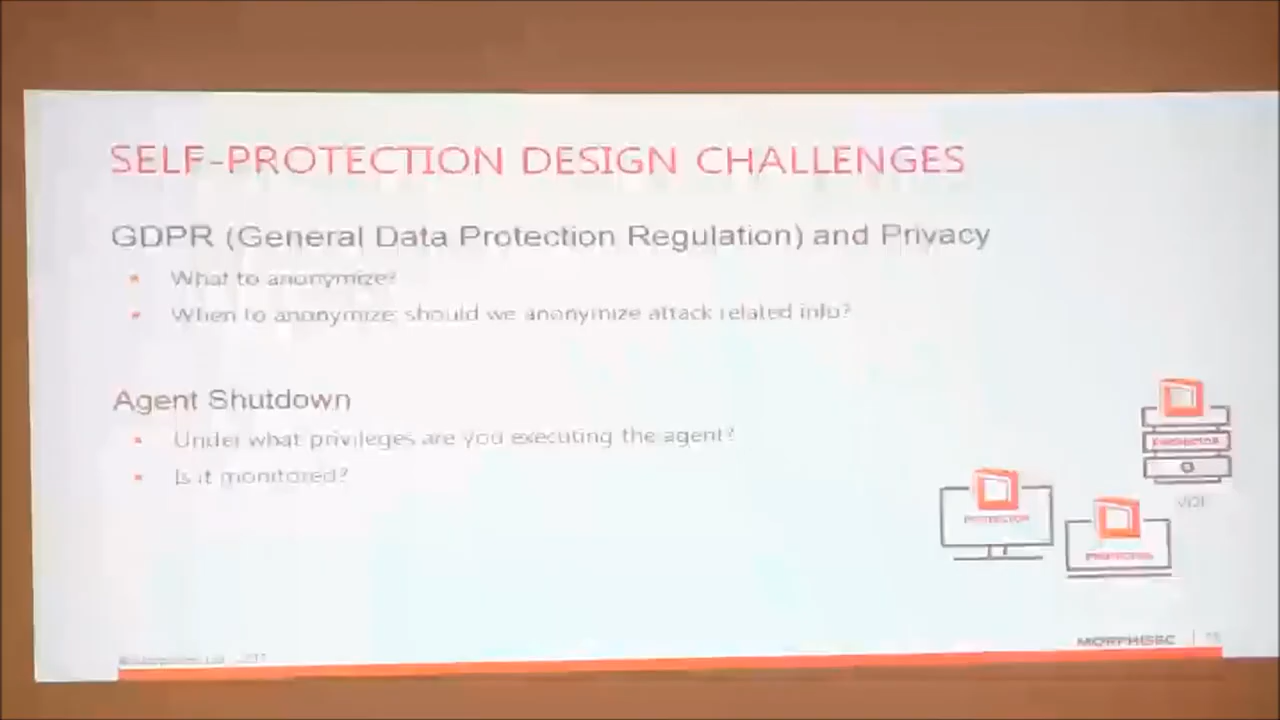 SELF-PROTECTION DESIGN CHALLENGES
GDPR (General Data Protection Regulation) and Privacy
What to anonymize?
When to anonymize; should we anonymize attack related info?
Agent Shutdown
Under what privileges are you executing the agent?
Is it monitored?
PROTECTOR
VDI
PROTECTOR
PROTECTOR
MORPHISEC